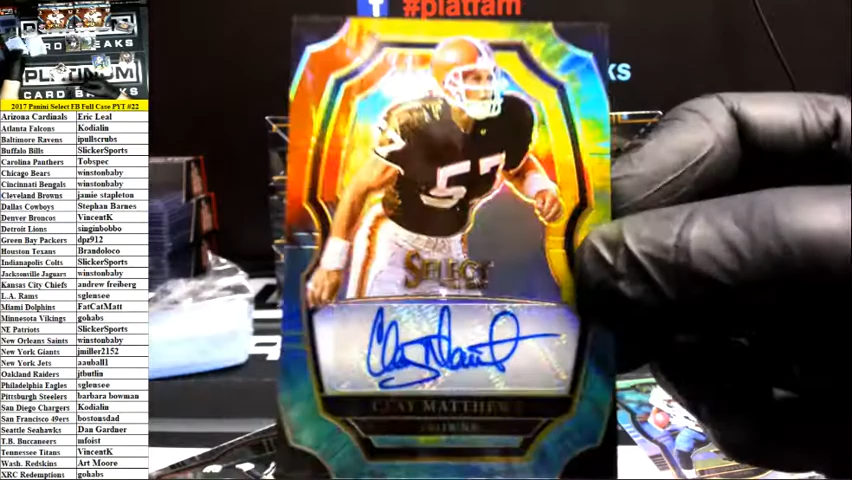 #platfam
CARD BREAKS
PLATINUM
CARD BREAKS
2017 Panini Select FB Full Case PYT #22
Arizona Cardinals Eric Leal
Atlanta Falcons Kodialin
Baltimore Ravens ipullscrubs
Buffalo Bills SlickerSports
Carolina Panthers Tobspec
Chicago Bears winstonbaby
Cincinnati Bengals winstonbaby
Cleveland Browns jamie stapleton
Dallas Cowboys Stephan Barnes
Denver Broncos VincentK
Detroit Lions singinbobbo
Green Bay Packers dpz912
Houston Texans Brandoloco
Indianapolis Colts SlickerSports
Jacksonville Jaguars winstonbaby
Kansas City Chiefs andrew freiberg
L.A. Rams sglensee
Miami Dolphins FatCatMatt
Minnesota Vikings gohabs
NE Patriots SlickerSports
New Orleans Saints winstonbaby
New York Giants jmiller2152
New York Jets aauball1
Oakland Raiders jtbutlin
Philadelphia Eagles sglensee
Pittsburgh Steelers barbara bowman
San Diego Chargers Kodialin
San Francisco 49ers bostonsdad
Seattle Seahawks Dan Gardner
T.B. Buccaneers mfoist
Tennessee Titans VincentK
Wash. Redskins Art Moore
XRC Redemptions gohabs
57
SELECT
CLAY MATTHEWS